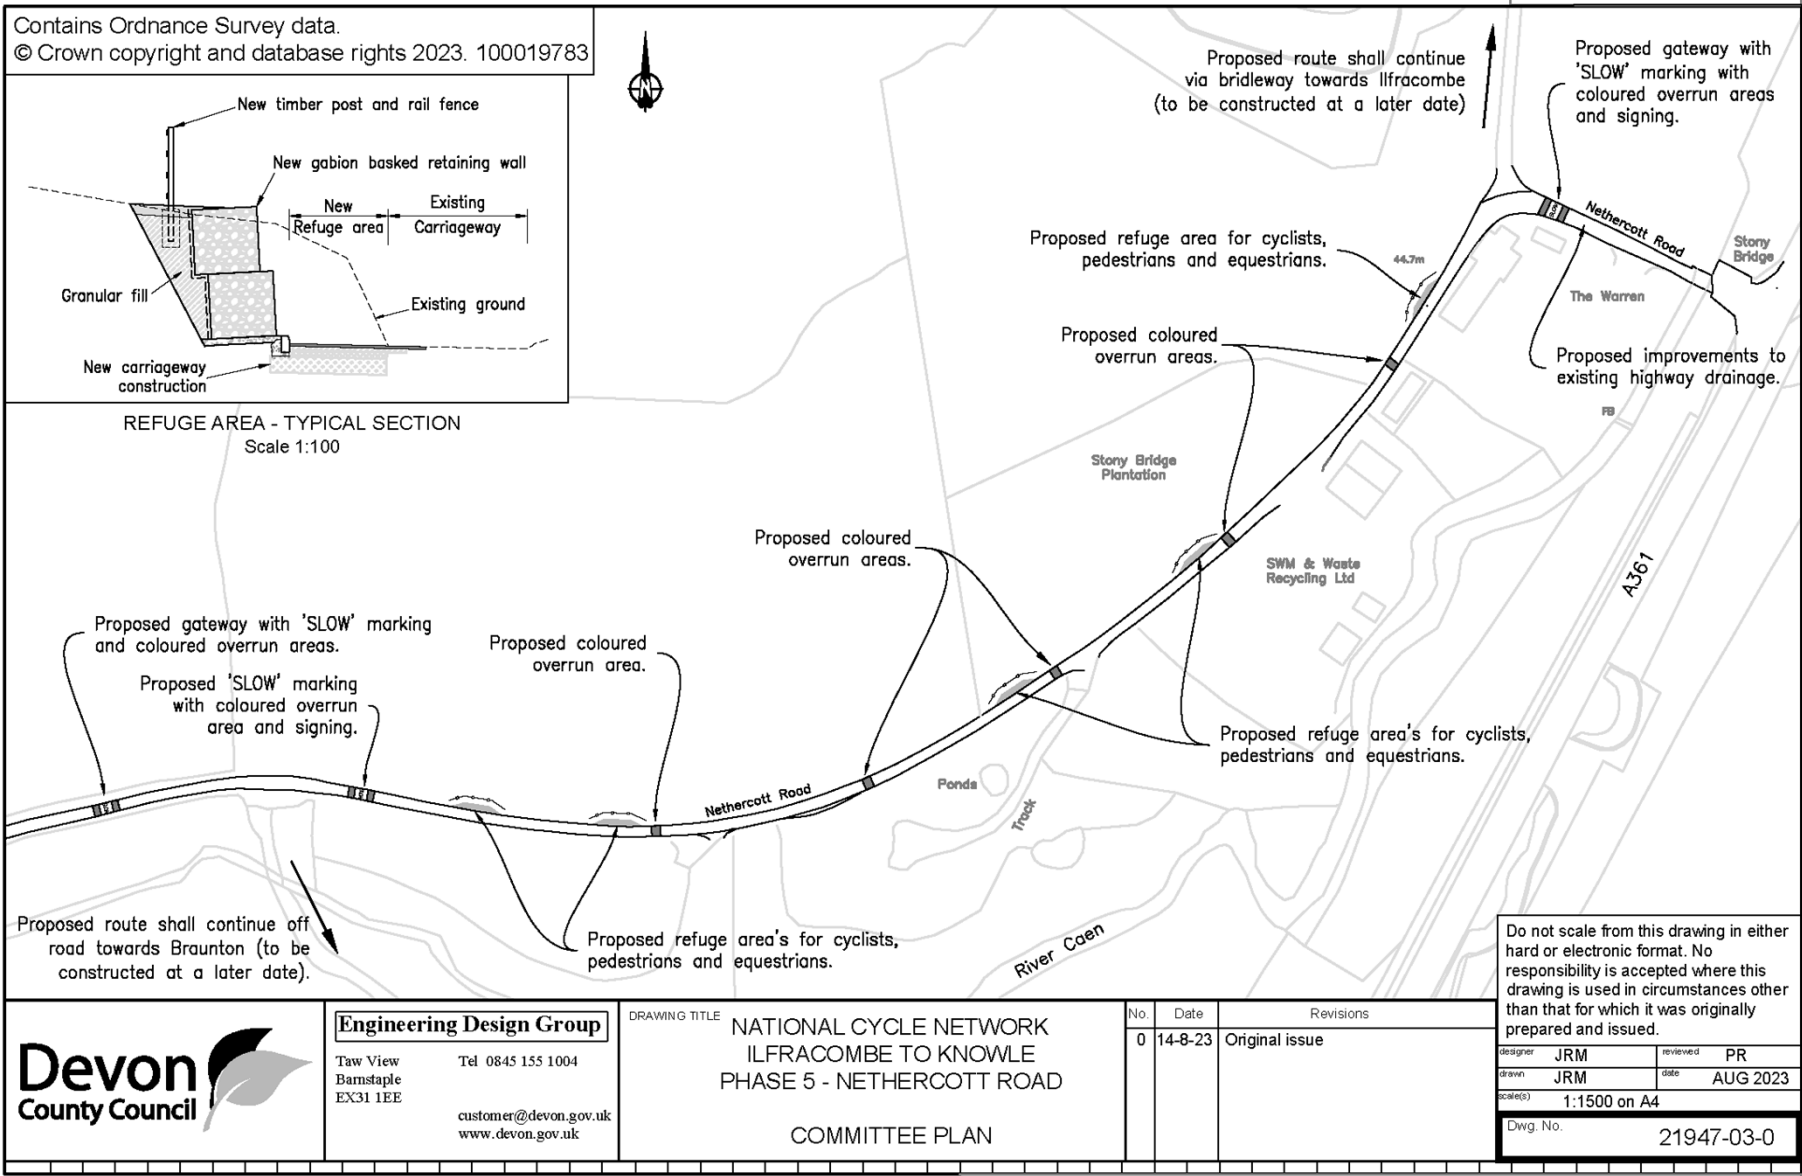 Contains Ordnance Survey data.
© Crown copyright and database rights 2023. 100019783
New timber post and rail fence
New gabion basked retaining wall
New
Refuge area
Existing
Carriageway
Granular fill
Existing ground
New carriageway
construction
REFUGE AREA - TYPICAL SECTION
Scale 1:100
Proposed route shall continue
via bridleway towards Ilfracombe
(to be constructed at a later date)
Proposed gateway with
'SLOW' marking with
coloured overrun areas
and signing.
Nethercott Road
Stony
Bridge
The Warren
Proposed refuge area for cyclists,
pedestrians and equestrians.
44.7m
Proposed coloured
overrun areas.
Proposed improvements to
existing highway drainage.
FB
Stony Bridge
Plantation
Proposed coloured
overrun areas.
SWM & Waste
Recycling Ltd
A361
Proposed gateway with 'SLOW' marking
and coloured overrun areas.
Proposed 'SLOW' marking
with coloured overrun
area and signing.
Proposed coloured
overrun area.
Proposed refuge area's for cyclists,
pedestrians and equestrians.
Nethercott Road
Ponds
Track
Proposed route shall continue off
road towards Braunton (to be
constructed at a later date).
Proposed refuge area's for cyclists,
pedestrians and equestrians.
River Caen
Do not scale from this drawing in either
hard or electronic format. No
responsibility is accepted where this
drawing is used in circumstances other
than that for which it was originally
prepared and issued.
Devon
County Council
Engineering Design Group
Taw View
Barnstaple
EX31 1EE
Tel 0845 155 1004
customer@devon.gov.uk
www.devon.gov.uk
DRAWING TITLE
NATIONAL CYCLE NETWORK
ILFRACOMBE TO KNOWLE
PHASE 5 - NETHERCOTT ROAD
COMMITTEE PLAN
No. Date Revisions
0 14-8-23 Original issue
designer JRM reviewed PR
drawn JRM date AUG 2023
scale(s) 1:1500 on A4
Dwg. No.
21947-03-0